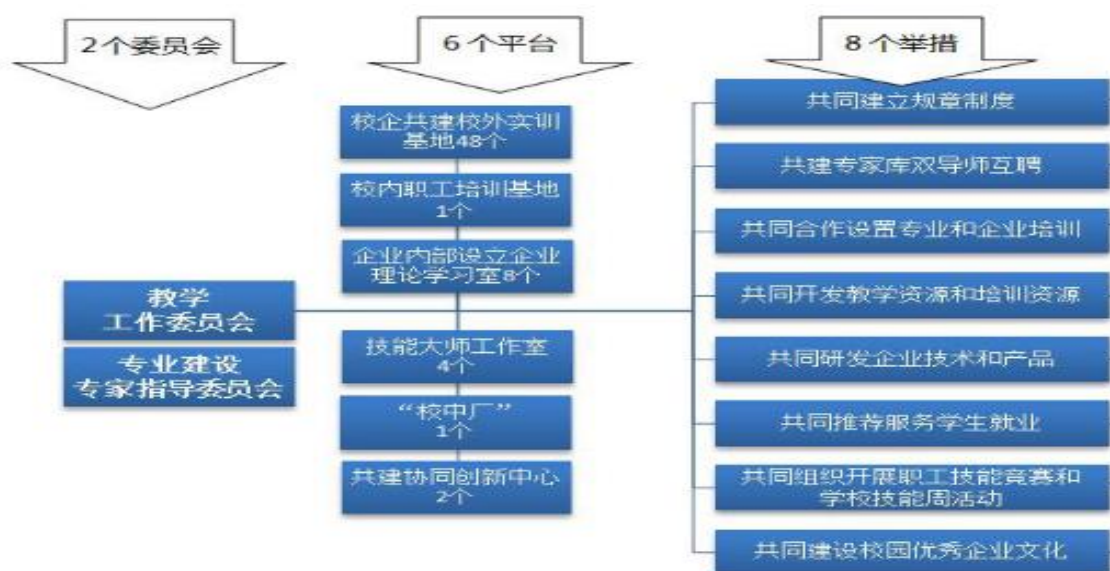 2个委员会
6个平台
8个举措
教学
工作委员会
专业建设
专家指导委员会
校企共建校外实训
基地48个
校内职工培训基地
1个
企业内部设立企业
理论学习室8个
技能大师工作室
4个
“校中厂”
1个
共建协同创新中心
2个
共同建立规章制度
共建专家库双导师互聘
共同合作设置专业和企业培训
共同开发教学资源和培训资源
共同研发企业技术和产品
共同推荐服务学生就业
共同组织开展职工技能竞赛和
学校技能周活动
共同建设校园优秀企业文化